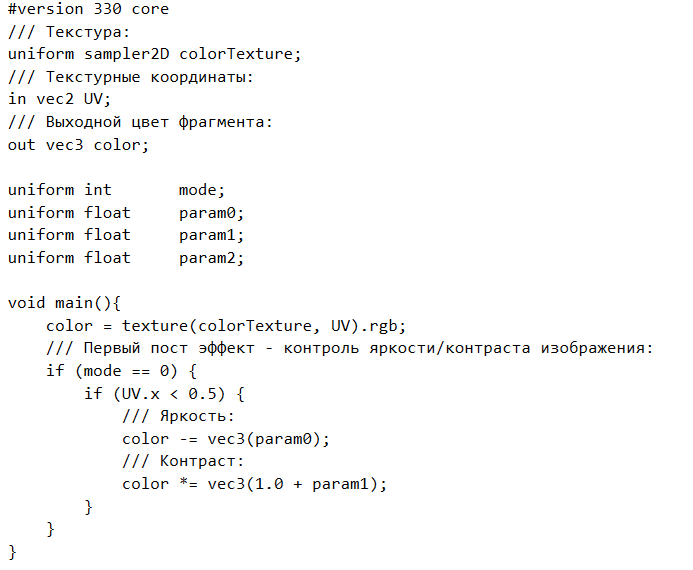 #version 330 core
/// Текстура:
uniform sampler2D colorTexture;
/// Текстурные координаты:
in vec2 UV;
/// Выходной цвет фрагмента:
out vec3 color;

uniform int       mode;
uniform float     param0;
uniform float     param1;
uniform float     param2;

void main(){
    color = texture(colorTexture, UV).rgb;
    /// Первый пост эффект - контроль яркости/контраста изображения:
    if (mode == 0) {
        if (UV.x < 0.5) {
            /// Яркость:
            color -= vec3(param0);
            /// Контраст:
            color *= vec3(1.0 + param1);
        }
    }
}